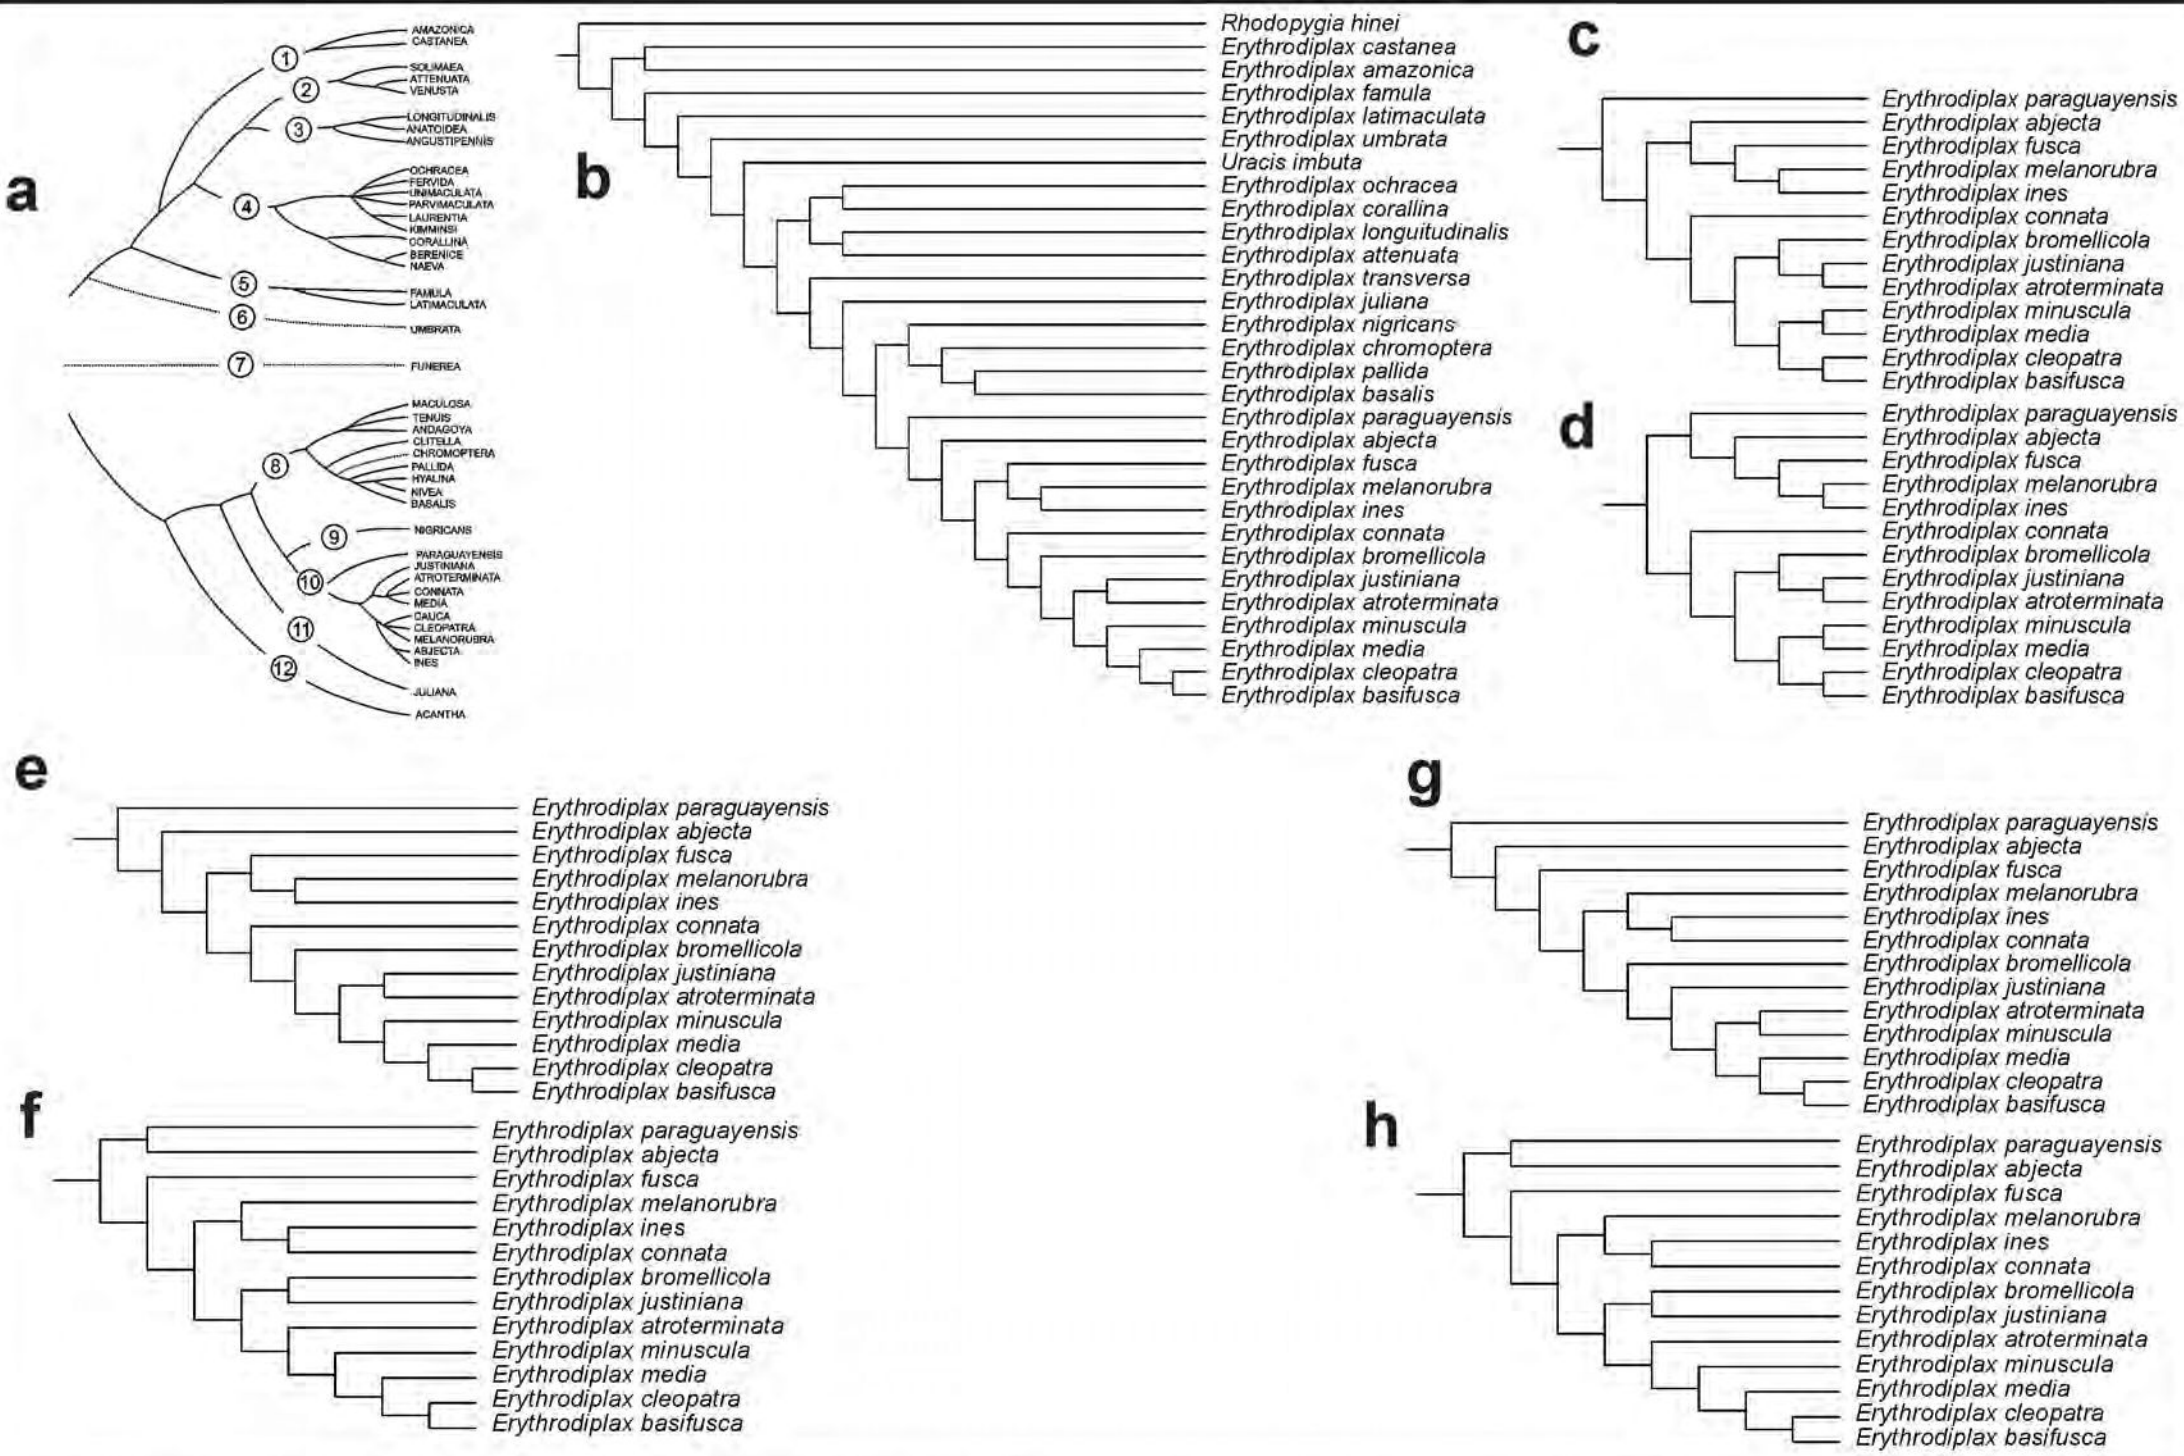 a
1
AMAZONICA
CASTANEA
2
SOLIMAEA
ATTENUATA
VENUSTA
3
LONGITUDINALIS
ANATOIDEA
ANGUSTIPENNIS
4
OCHRACEA
FERVIDA
UNIMACULATA
PARVIMACULATA
LAURENTIA
KIMMINSI
CORALLINA
BERENICE
NAEVA
5
FAMULA
LATIMACULATA
6
UMBRATA
7
FUNEREA
8
MACULOSA
TENUIS
ANDAGOYA
CLITELLA
CHROMOPTERA
PALLIDA
HYALINA
NIVEA
BASALIS
9
NIGRICANS
10
PARAGUAYENSIS
JUSTINIANA
ATROTERMINATA
CONNATA
MEDIA
CAUCA
CLEOPATRA
MELANORUBRA
ABJECTA
INES
11
JULIANA
12
ACANTHA
b
Rhodopygia hinei
Erythrodiplax castanea
Erythrodiplax amazonica
Erythrodiplax famula
Erythrodiplax latimaculata
Erythrodiplax umbrata
Uracis imbuta
Erythrodiplax ochracea
Erythrodiplax corallina
Erythrodiplax longuitudinalis
Erythrodiplax attenuata
Erythrodiplax transversa
Erythrodiplax juliana
Erythrodiplax nigricans
Erythrodiplax chromoptera
Erythrodiplax pallida
Erythrodiplax basalis
Erythrodiplax paraguayensis
Erythrodiplax abjecta
Erythrodiplax fusca
Erythrodiplax melanorubra
Erythrodiplax ines
Erythrodiplax connata
Erythrodiplax bromellicola
Erythrodiplax justiniana
Erythrodiplax atroterminata
Erythrodiplax minuscula
Erythrodiplax media
Erythrodiplax cleopatra
Erythrodiplax basifusca
c
Erythrodiplax paraguayensis
Erythrodiplax abjecta
Erythrodiplax fusca
Erythrodiplax melanorubra
Erythrodiplax ines
Erythrodiplax connata
Erythrodiplax bromellicola
Erythrodiplax justiniana
Erythrodiplax atroterminata
Erythrodiplax minuscula
Erythrodiplax media
Erythrodiplax cleopatra
Erythrodiplax basifusca
d
Erythrodiplax paraguayensis
Erythrodiplax abjecta
Erythrodiplax fusca
Erythrodiplax melanorubra
Erythrodiplax ines
Erythrodiplax connata
Erythrodiplax bromellicola
Erythrodiplax justiniana
Erythrodiplax atroterminata
Erythrodiplax minuscula
Erythrodiplax media
Erythrodiplax cleopatra
Erythrodiplax basifusca
e
Erythrodiplax paraguayensis
Erythrodiplax abjecta
Erythrodiplax fusca
Erythrodiplax melanorubra
Erythrodiplax ines
Erythrodiplax connata
Erythrodiplax bromellicola
Erythrodiplax justiniana
Erythrodiplax atroterminata
Erythrodiplax minuscula
Erythrodiplax media
Erythrodiplax cleopatra
Erythrodiplax basifusca
f
Erythrodiplax paraguayensis
Erythrodiplax abjecta
Erythrodiplax fusca
Erythrodiplax melanorubra
Erythrodiplax ines
Erythrodiplax connata
Erythrodiplax bromellicola
Erythrodiplax justiniana
Erythrodiplax atroterminata
Erythrodiplax minuscula
Erythrodiplax media
Erythrodiplax cleopatra
Erythrodiplax basifusca
g
Erythrodiplax paraguayensis
Erythrodiplax abjecta
Erythrodiplax fusca
Erythrodiplax melanorubra
Erythrodiplax ines
Erythrodiplax connata
Erythrodiplax bromellicola
Erythrodiplax justiniana
Erythrodiplax atroterminata
Erythrodiplax minuscula
Erythrodiplax media
Erythrodiplax cleopatra
Erythrodiplax basifusca
h
Erythrodiplax paraguayensis
Erythrodiplax abjecta
Erythrodiplax fusca
Erythrodiplax melanorubra
Erythrodiplax ines
Erythrodiplax connata
Erythrodiplax bromellicola
Erythrodiplax justiniana
Erythrodiplax atroterminata
Erythrodiplax minuscula
Erythrodiplax media
Erythrodiplax cleopatra
Erythrodiplax basifusca